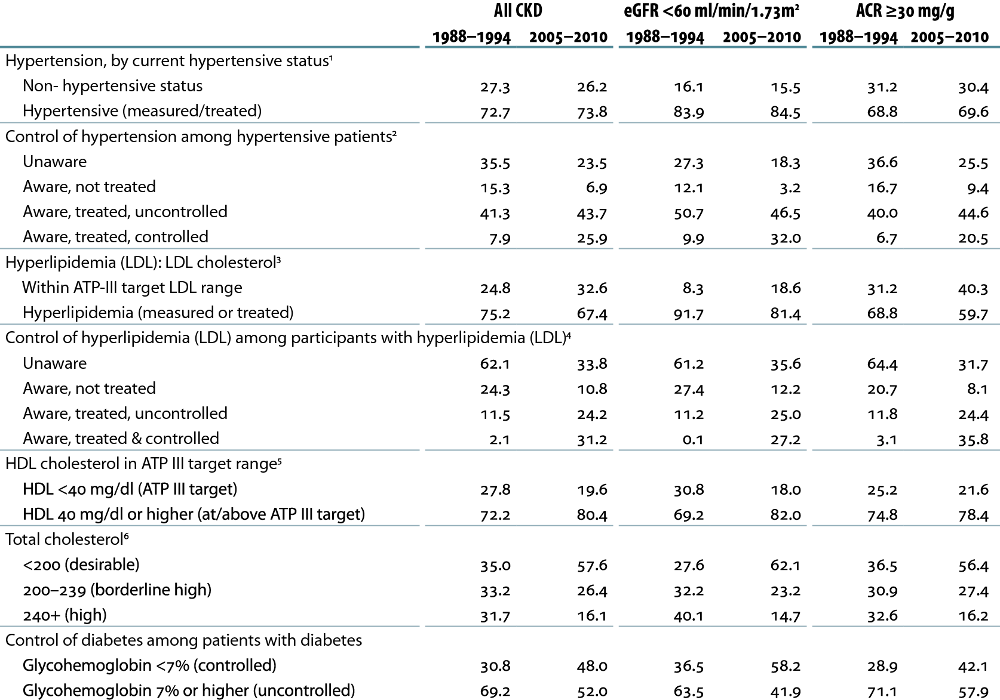 All CKD eGFR <60 ml/min/1.73m² ACR ≥30 mg/g
1988–1994 2005–2010 1988–1994 2005–2010 1988–1994 2005–2010
Hypertension, by current hypertensive status¹
Non- hypertensive status 27.3 26.2 16.1 15.5 31.2 30.4
Hypertensive (measured/treated) 72.7 73.8 83.9 84.5 68.8 69.6
Control of hypertension among hypertensive patients²
Unaware 35.5 23.5 27.3 18.3 36.6 25.5
Aware, not treated 15.3 6.9 12.1 3.2 16.7 9.4
Aware, treated, uncontrolled 41.3 43.7 50.7 46.5 40.0 44.6
Aware, treated, controlled 7.9 25.9 9.9 32.0 6.7 20.5
Hyperlipidemia (LDL): LDL cholesterol³
Within ATP-III target LDL range 24.8 32.6 8.3 18.6 31.2 40.3
Hyperlipidemia (measured or treated) 75.2 67.4 91.7 81.4 68.8 59.7
Control of hyperlipidemia (LDL) among participants with hyperlipidemia (LDL)⁴
Unaware 62.1 33.8 61.2 35.6 64.4 31.7
Aware, not treated 24.3 10.8 27.4 12.2 20.7 8.1
Aware, treated, uncontrolled 11.5 24.2 11.2 25.0 11.8 24.4
Aware, treated & controlled 2.1 31.2 0.1 27.2 3.1 35.8
HDL cholesterol in ATP III target range⁵
HDL <40 mg/dl (ATP III target) 27.8 19.6 30.8 18.0 25.2 21.6
HDL 40 mg/dl or higher (at/above ATP III target) 72.2 80.4 69.2 82.0 74.8 78.4
Total cholesterol⁶
<200 (desirable) 35.0 57.6 27.6 62.1 36.5 56.4
200–239 (borderline high) 33.2 26.4 32.2 23.2 30.9 27.4
240+ (high) 31.7 16.1 40.1 14.7 32.6 16.2
Control of diabetes among patients with diabetes
Glycohemoglobin <7% (controlled) 30.8 48.0 36.5 58.2 28.9 42.1
Glycohemoglobin 7% or higher (uncontrolled) 69.2 52.0 63.5 41.9 71.1 57.9